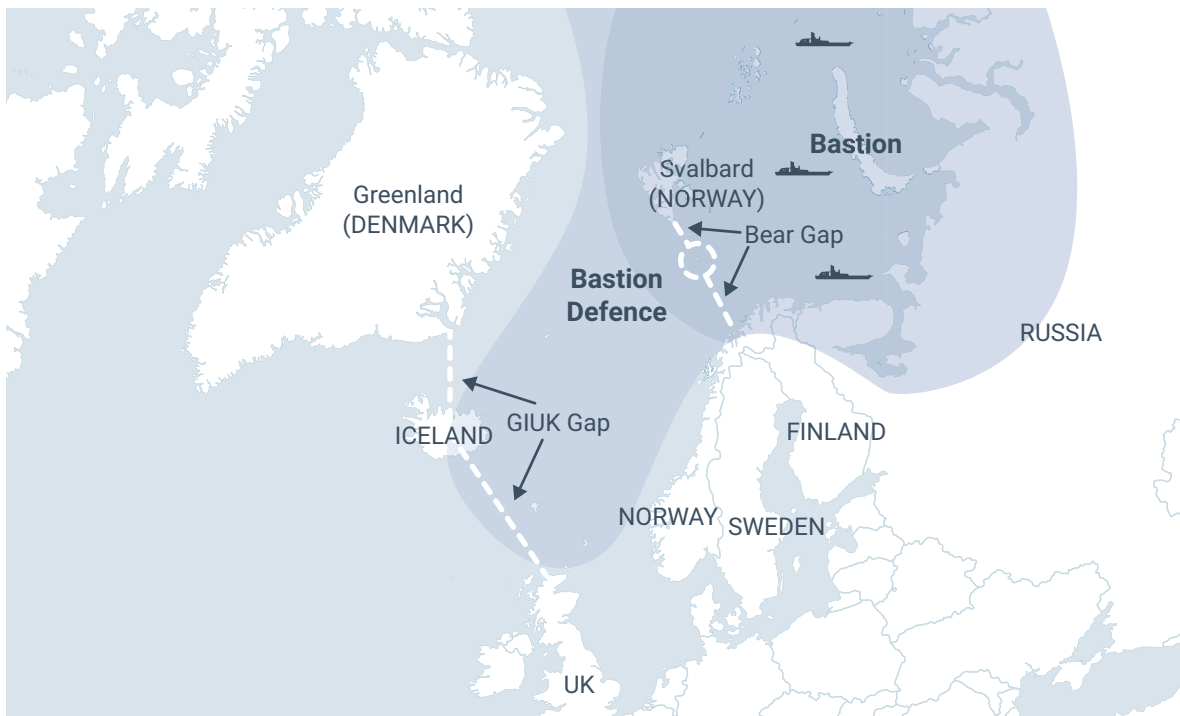 Bastion
Svalbard
(NORWAY)
Greenland
(DENMARK)
Bear Gap
Bastion
Defence
RUSSIA
GIUK Gap
ICELAND
FINLAND
NORWAY
SWEDEN
UK